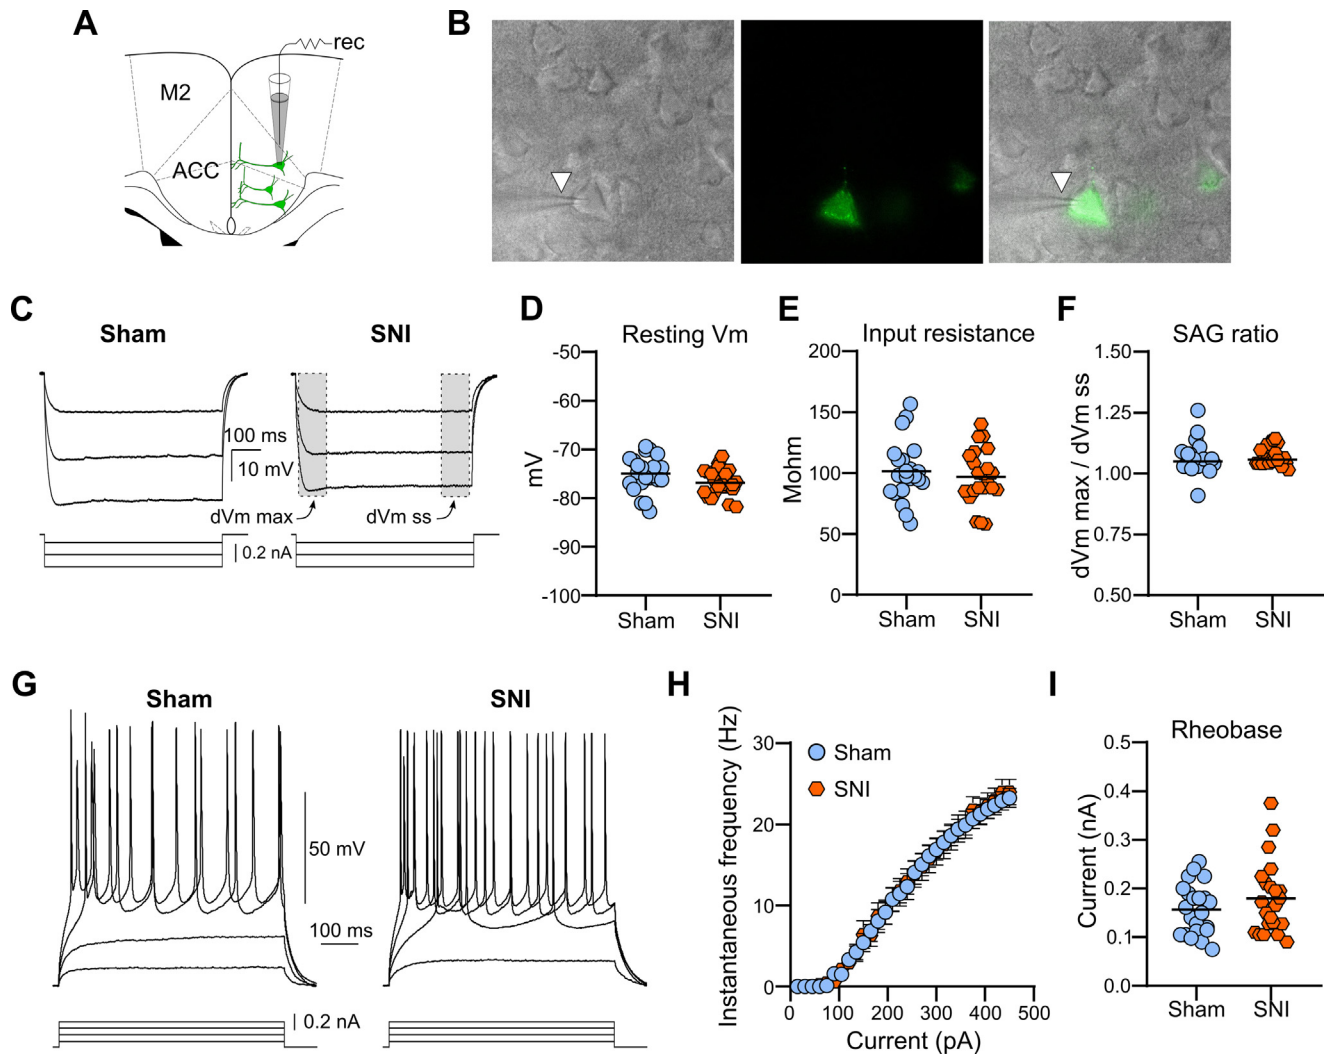 A
rec
M2
ACC
B
C
Sham
SNI
100 ms
10 mV
dVm max
dVm ss
0.2 nA
D
Resting Vm
-50
-60
-70
-80
-90
-100
mV
Sham
SNI
E
Input resistance
200
150
100
50
0
Mohm
Sham
SNI
F
SAG ratio
1.50
1.25
1.00
0.75
0.50
dVm max / dVm ss
Sham
SNI
G
Sham
SNI
50 mV
100 ms
0.2 nA
H
Instantaneous frequency (Hz)
30
20
10
0
Sham
SNI
0
100
200
300
400
500
Current (pA)
I
Rheobase
0.5
0.4
0.3
0.2
0.1
0.0
Current (nA)
Sham
SNI